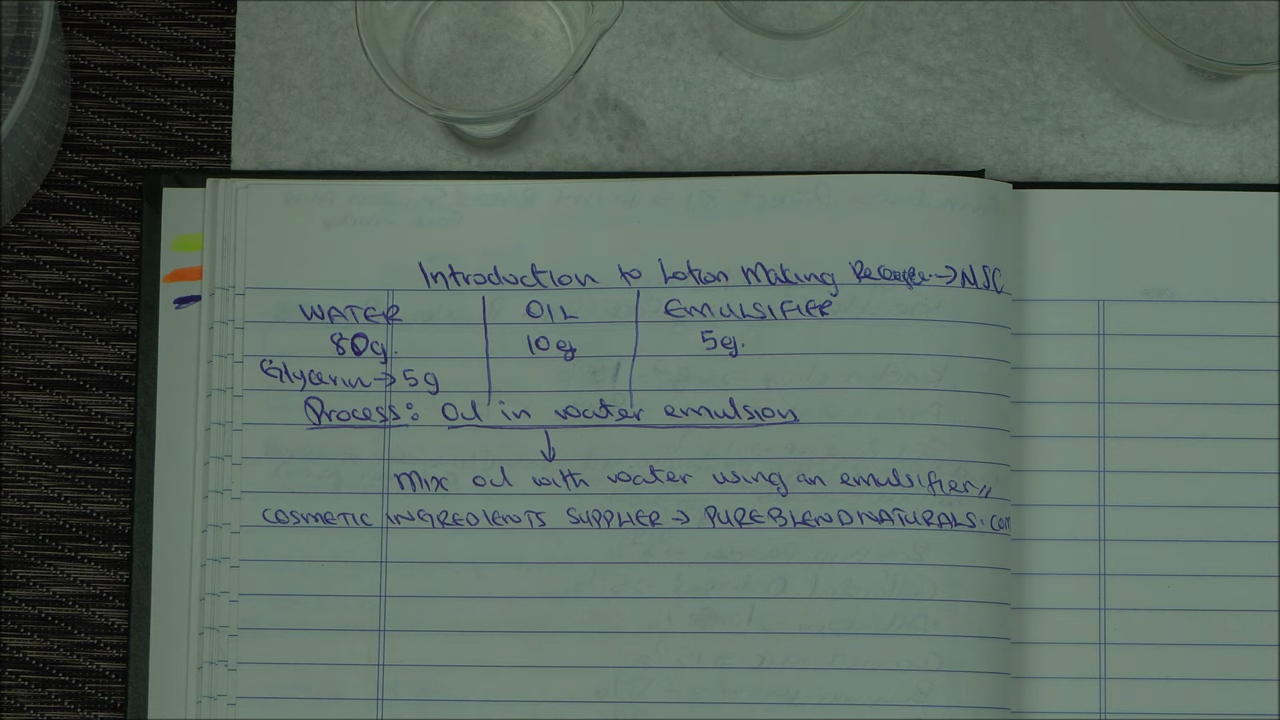 Introduction to Lotion Making → NSC
WATER OIL EMULSIFIER
80g. 10g 5g.
Glycerin → 5g
Process: Oil in water emulsion
↓
Mix oil with water using an emulsifier,,
COSMETIC INGREDIENTS SUPPLIER → PUREBLENDNATURALS.COM